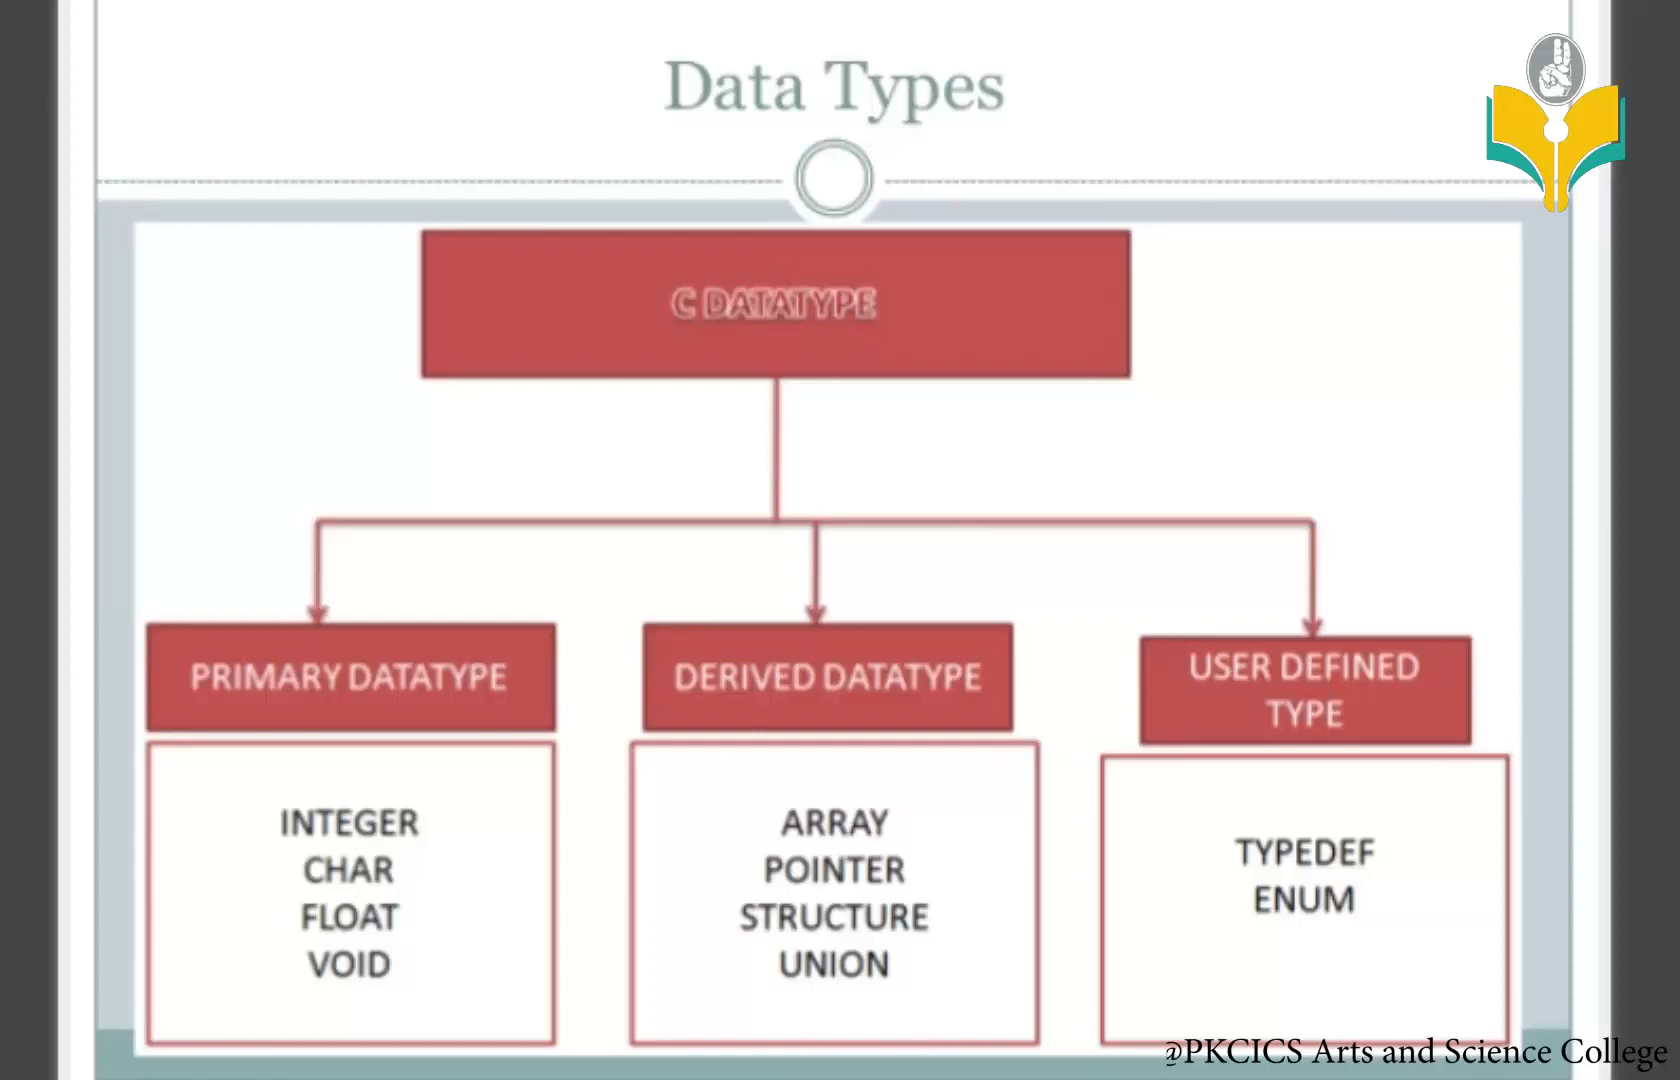 Data Types
C DATATYPE
PRIMARY DATATYPE
INTEGER
CHAR
FLOAT
VOID
DERIVED DATATYPE
ARRAY
POINTER
STRUCTURE
UNION
USER DEFINED
TYPE
TYPEDEF
ENUM
@PKCICS Arts and Science College